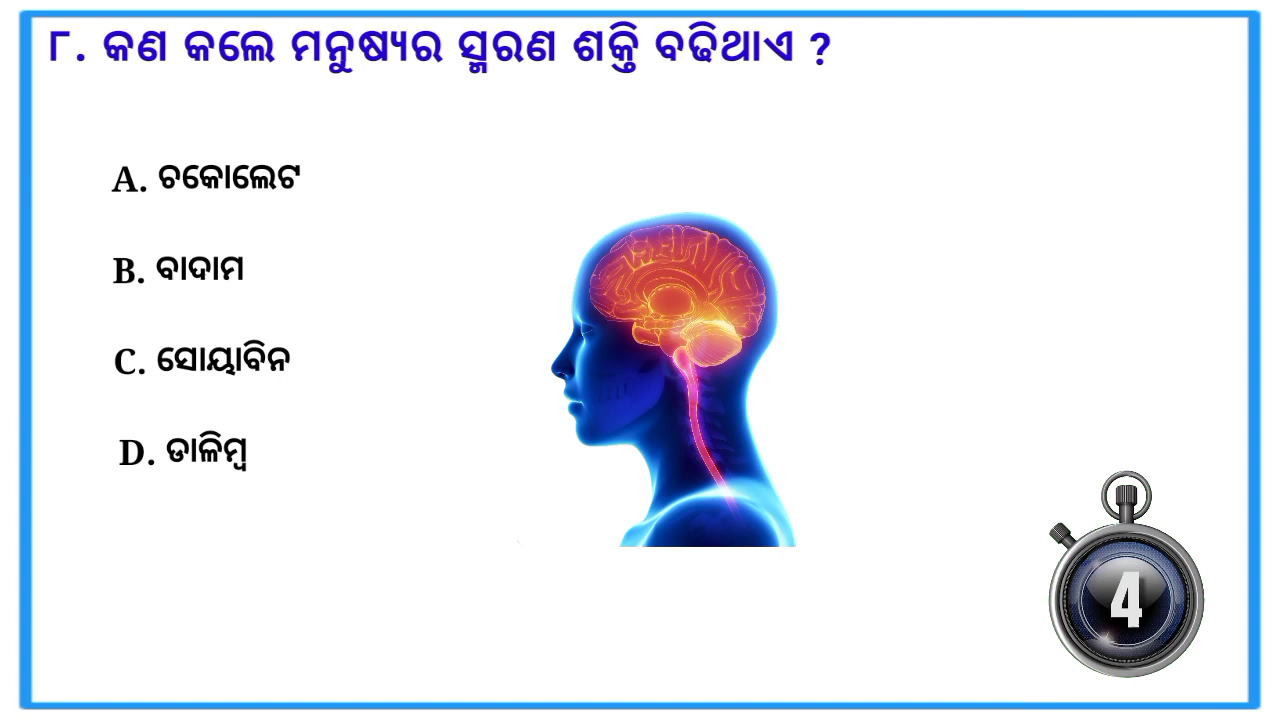 ୮. କଣ କଲେ ମନୁଷ୍ୟର ସ୍ମରଣ ଶକ୍ତି ବଢିଥାଏ ?
A. ଚକୋଲେଟ
B. ବାଦାମ
C. ସୋୟାବିନ
D. ଡାଳିମ୍ବ
4